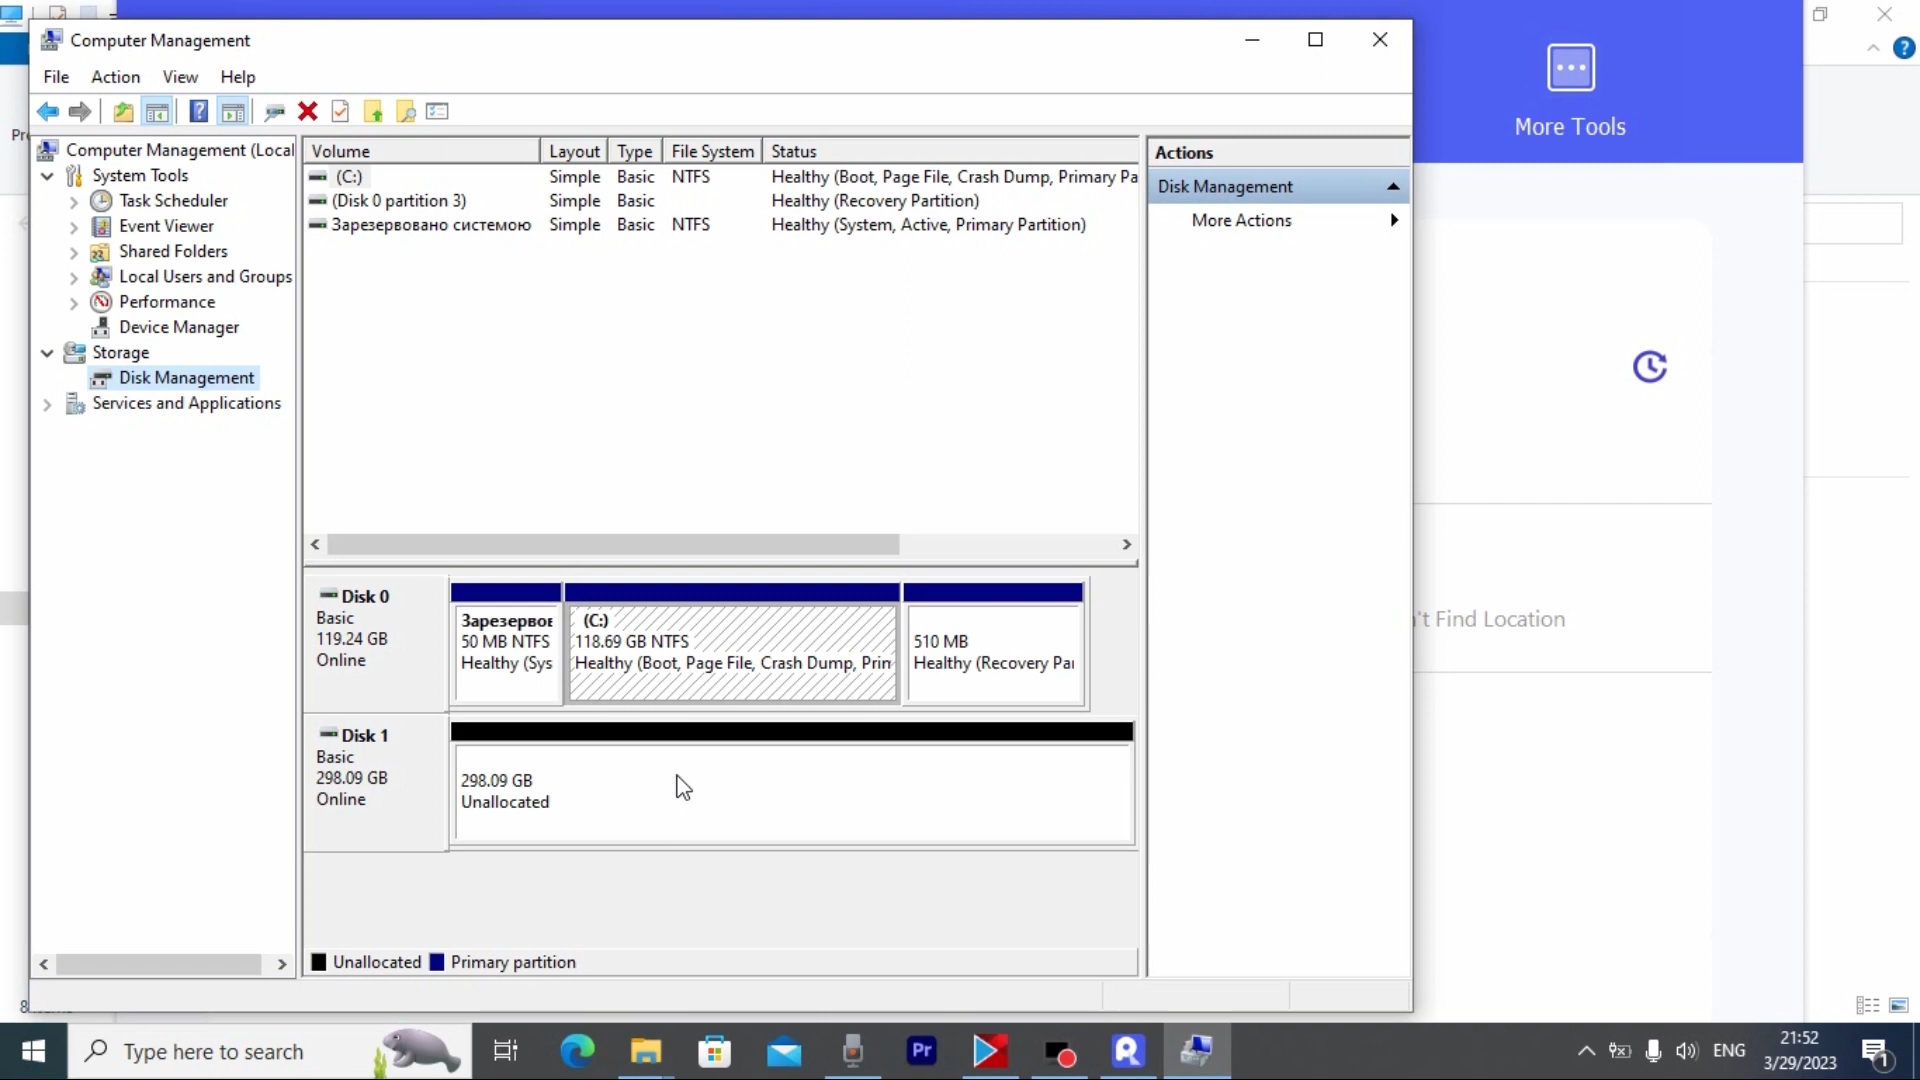 Computer Management
File Action View Help
More Tools
Computer Management (Local
System Tools
Task Scheduler
Event Viewer
Shared Folders
Local Users and Groups
Performance
Device Manager
Storage
Disk Management
Services and Applications
Volume Layout Type File System Status
(C:) Simple Basic NTFS Healthy (Boot, Page File, Crash Dump, Primary Pa
(Disk 0 partition 3) Simple Basic Healthy (Recovery Partition)
Зарезервовано системою Simple Basic NTFS Healthy (System, Active, Primary Partition)
Actions
Disk Management
More Actions
't Find Location
Disk 0
Basic
119.24 GB
Online
Зарезервов
50 MB NTFS
Healthy (Sys
(C:)
118.69 GB NTFS
Healthy (Boot, Page File, Crash Dump, Prin
510 MB
Healthy (Recovery Par
Disk 1
Basic
298.09 GB
Online
298.09 GB
Unallocated
Unallocated Primary partition
Type here to search
Pr
ENG
21:52
3/29/2023
1